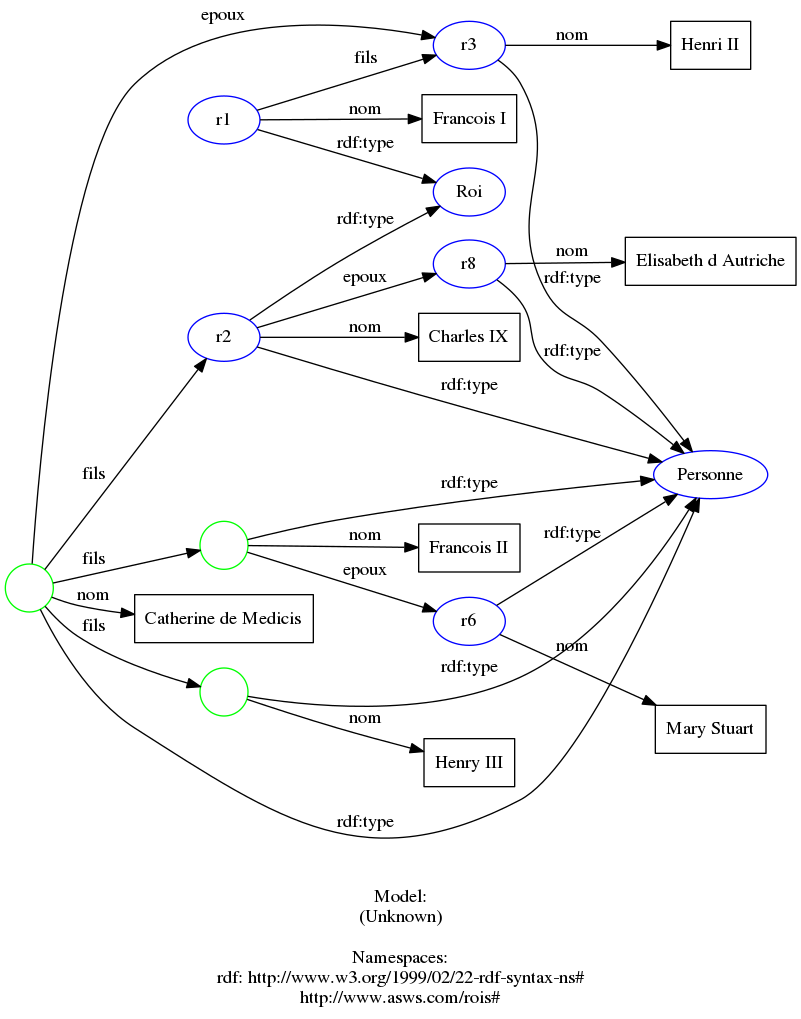 epoux
r3
nom
Henri II
fils
r1
nom
Francois I
rdf:type
Roi
rdf:type
r8
nom
Elisabeth d Autriche
epoux
rdf:type
r2
nom
Charles IX
rdf:type
rdf:type
fils
Personne
rdf:type
nom
Francois II
rdf:type
fils
epoux
nom
Catherine de Medicis
r6
fils
nom
rdf:type
nom
Mary Stuart
Henry III
rdf:type
Model:
(Unknown)
Namespaces:
rdf: http://www.w3.org/1999/02/22-rdf-syntax-ns#
http://www.asws.com/rois#